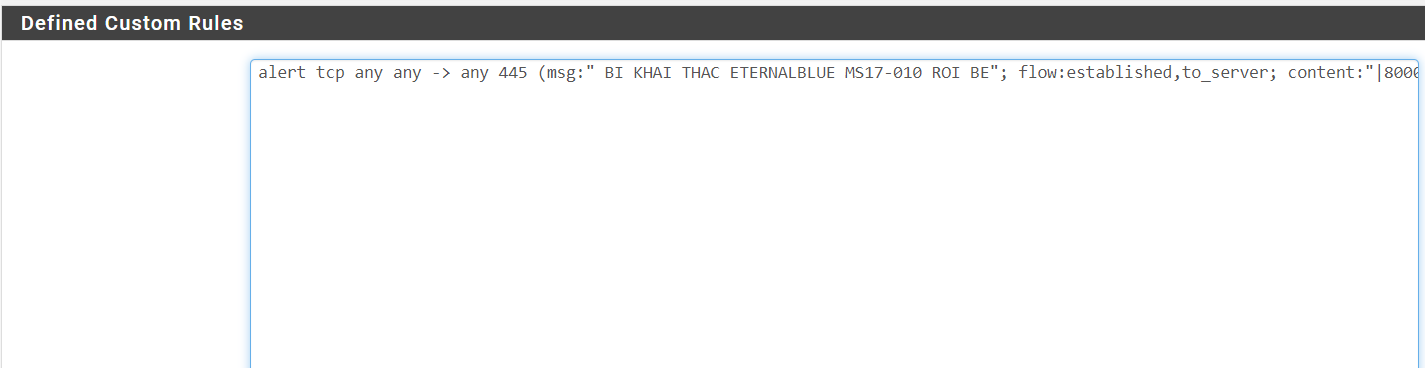 Defined Custom Rules
alert tcp any any -> any 445 (msg:" BI KHAI THAC ETERNALBLUE MS17-010 ROI BE"; flow:established,to_server; content:"|8000